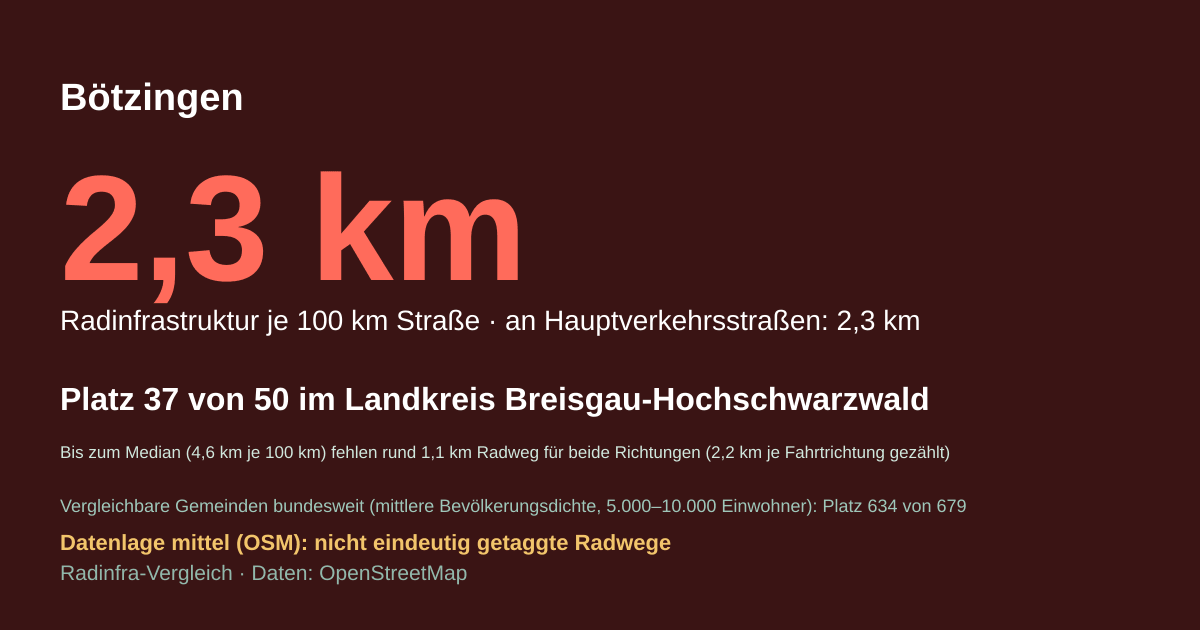 Bötzingen
2,3 km
Radinfrastruktur je 100 km Straße · an Hauptverkehrsstraßen: 2,3 km
Platz 37 von 50 im Landkreis Breisgau-Hochschwarzwald
Bis zum Median (4,6 km je 100 km) fehlen rund 1,1 km Radweg für beide Richtungen (2,2 km je Fahrtrichtung gezählt)
Vergleichbare Gemeinden bundesweit (mittlere Bevölkerungsdichte, 5.000–10.000 Einwohner): Platz 634 von 679
Datenlage mittel (OSM): nicht eindeutig getaggte Radwege
Radinfra-Vergleich · Daten: OpenStreetMap